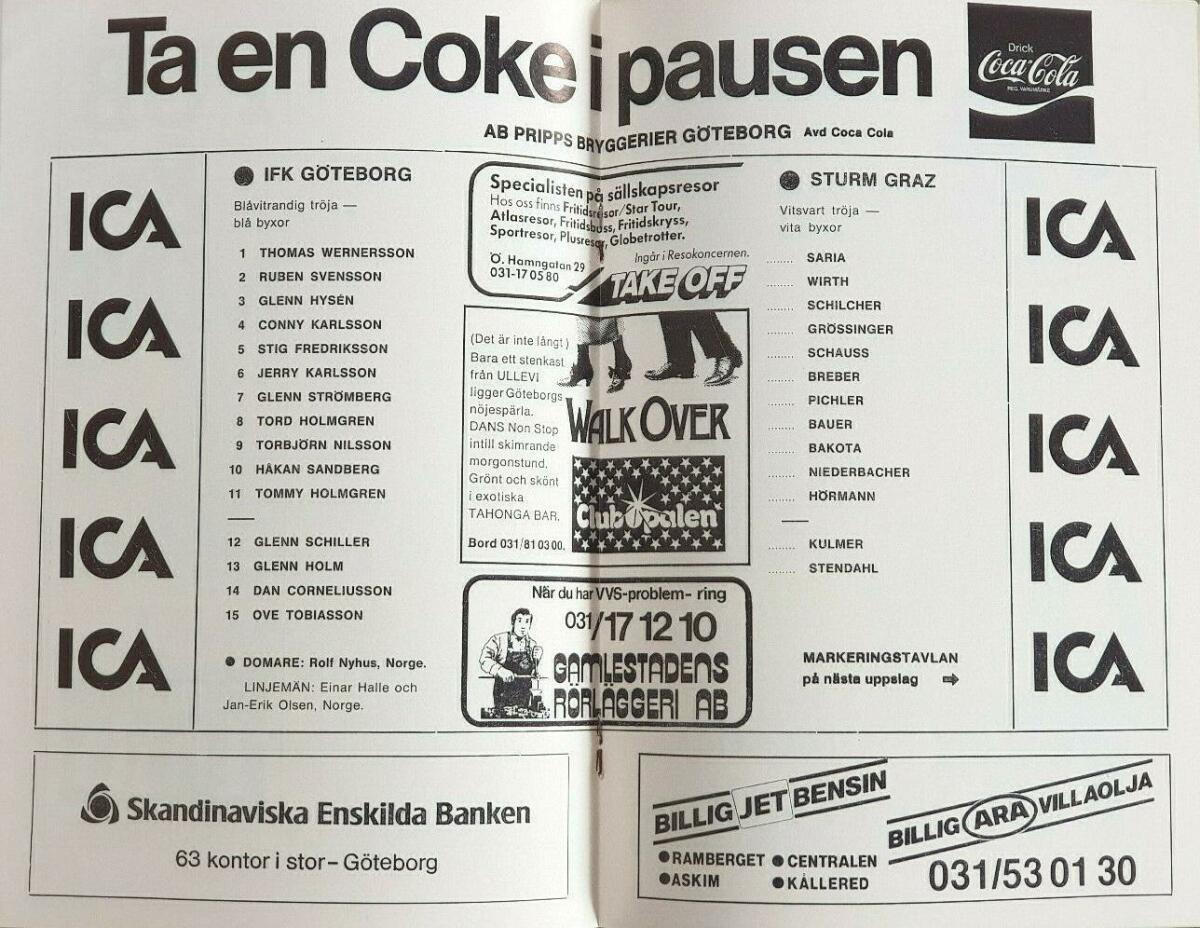 Ta en Coke i pausen
Drick
Coca-Cola
REG. VARUMÄRKE
AB PRIPPS BRYGGERIER GÖTEBORG Avd Coca Cola
ICA
ICA
ICA
ICA
ICA
IFK GÖTEBORG
Blåvitrandig tröja —
blå byxor
1 THOMAS WERNERSSON
2 RUBEN SVENSSON
3 GLENN HYSÉN
4 CONNY KARLSSON
5 STIG FREDRIKSSON
6 JERRY KARLSSON
7 GLENN STRÖMBERG
8 TORD HOLMGREN
9 TORBJÖRN NILSSON
10 HÅKAN SANDBERG
11 TOMMY HOLMGREN
12 GLENN SCHILLER
13 GLENN HOLM
14 DAN CORNELIUSSON
15 OVE TOBIASSON
● DOMARE: Rolf Nyhus, Norge.
LINJEMÄN: Einar Halle och
Jan-Erik Olsen, Norge.
Specialisten på sällskapsresor
Hos oss finns Fritidsresor/Star Tour,
Atlasresor, Fritidsbuss, Fritidskryss,
Sportresor, Plusresor, Globetrotter.
Ingår i Resokoncernen.
Ö. Hamngatan 29
031-17 05 80
TAKE OFF
(Det är inte långt)
Bara ett stenkast
från ULLEVI
ligger Göteborgs
nöjespärla.
DANS Non Stop
intill skimrande
morgonstund.
Grönt och skönt
i exotiska
TAHONGA BAR.
Bord 031/81 03 00.
WALK OVER
Club Opalen
När du har VVS-problem- ring
031/17 12 10
GAMLESTADENS
RÖRLÄGGERI AB
STURM GRAZ
Vitsvart tröja —
vita byxor
........ SARIA
........ WIRTH
........ SCHILCHER
........ GRÖSSINGER
........ SCHAUSS
........ BREBER
........ PICHLER
........ BAUER
........ BAKOTA
........ NIEDERBACHER
........ HÖRMANN
........ KULMER
........ STENDAHL
MARKERINGSTAVLAN
på nästa uppslag ⇨
ICA
ICA
ICA
ICA
ICA
Skandinaviska Enskilda Banken
63 kontor i stor – Göteborg
BILLIG JET BENSIN
● RAMBERGET ● CENTRALEN
● ASKIM ● KÅLLERED
BILLIG ARA VILLAOLJA
031/53 01 30